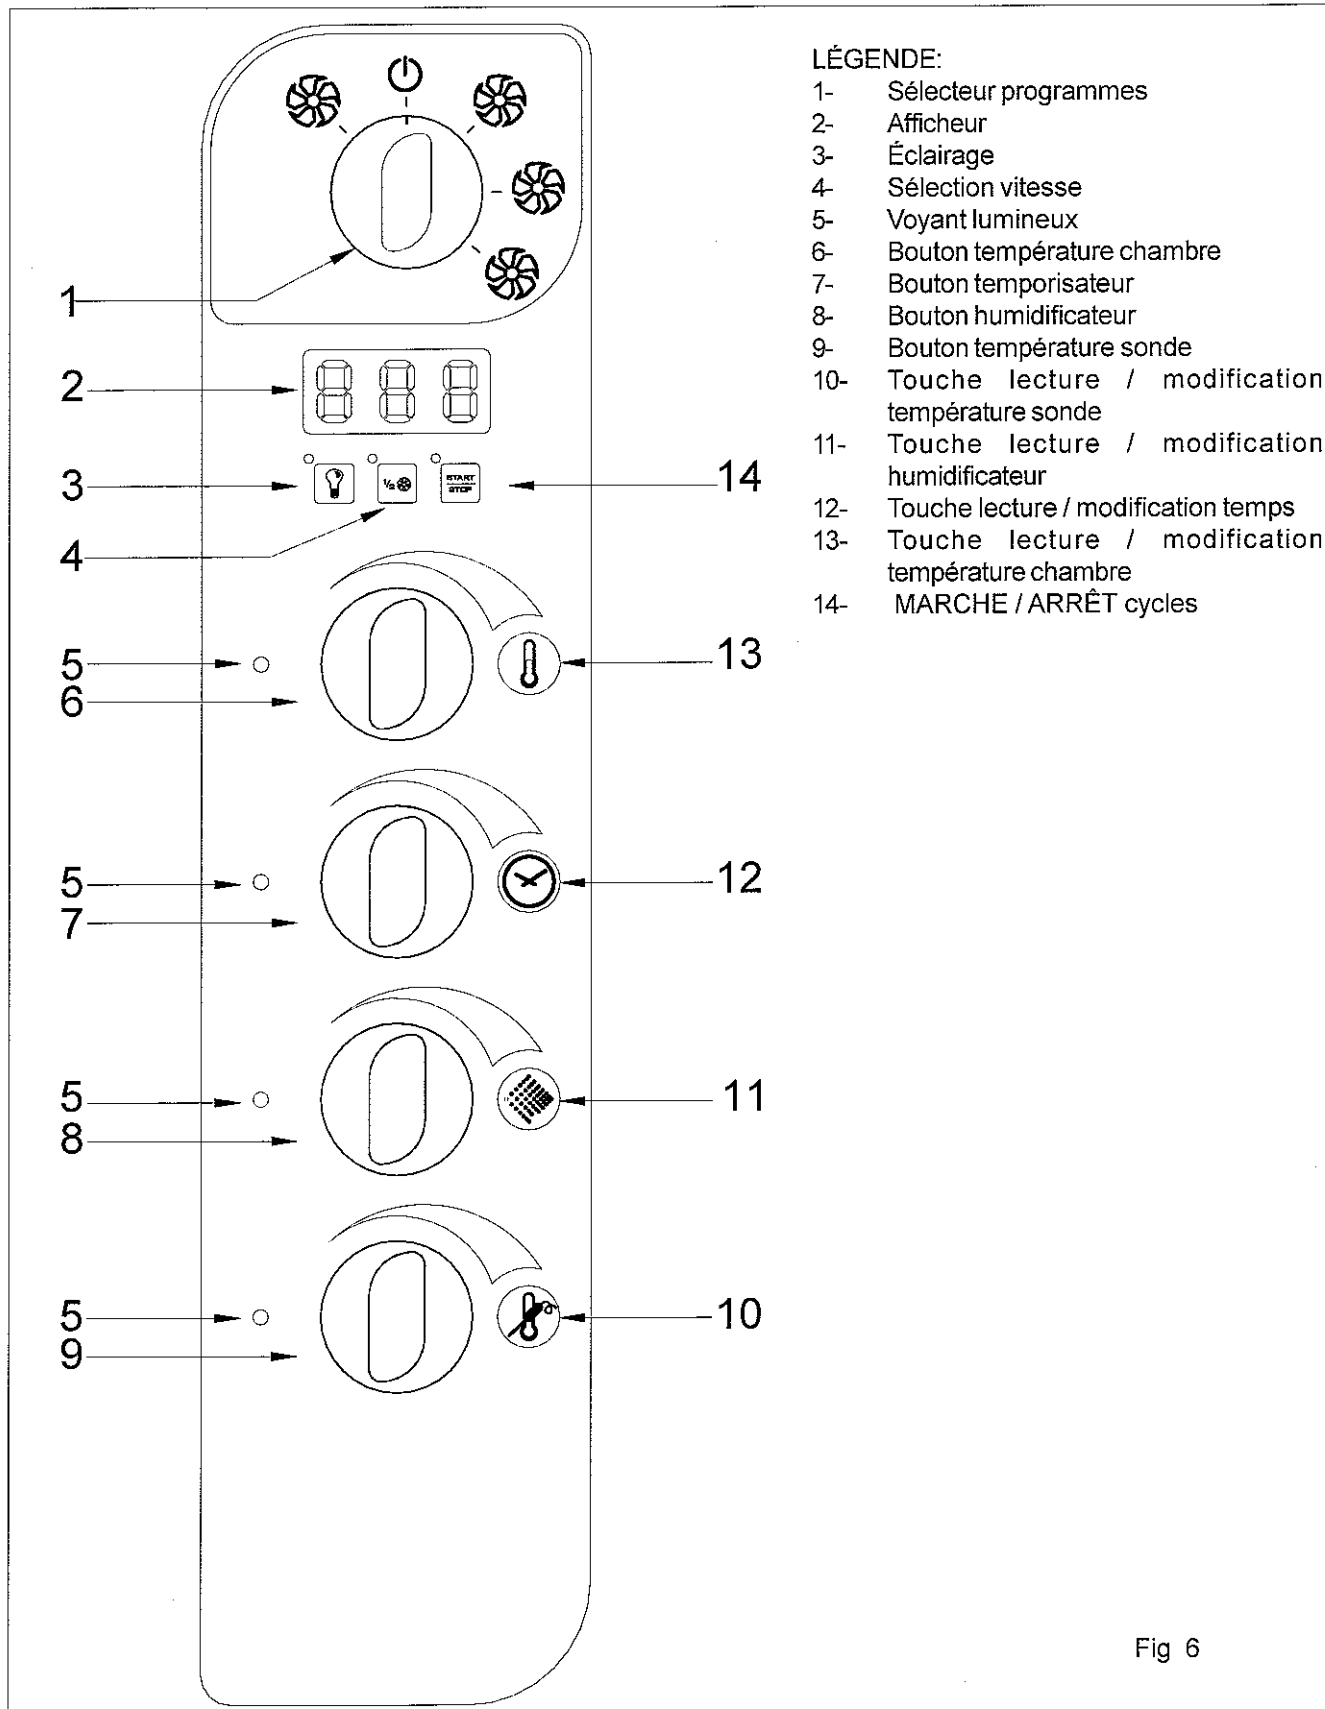 LÉGENDE:
1- Sélecteur programmes
2- Afficheur
3- Éclairage
4- Sélection vitesse
5- Voyant lumineux
6- Bouton température chambre
7- Bouton temporisateur
8- Bouton humidificateur
9- Bouton température sonde
10- Touche lecture / modification
température sonde
11- Touche lecture / modification
humidificateur
12- Touche lecture / modification temps
13- Touche lecture / modification
température chambre
14- MARCHE / ARRÊT cycles
1
2
3
4
1/2
START
STOP
14
5
6
13
5
7
12
5
8
11
5
9
10
Fig 6